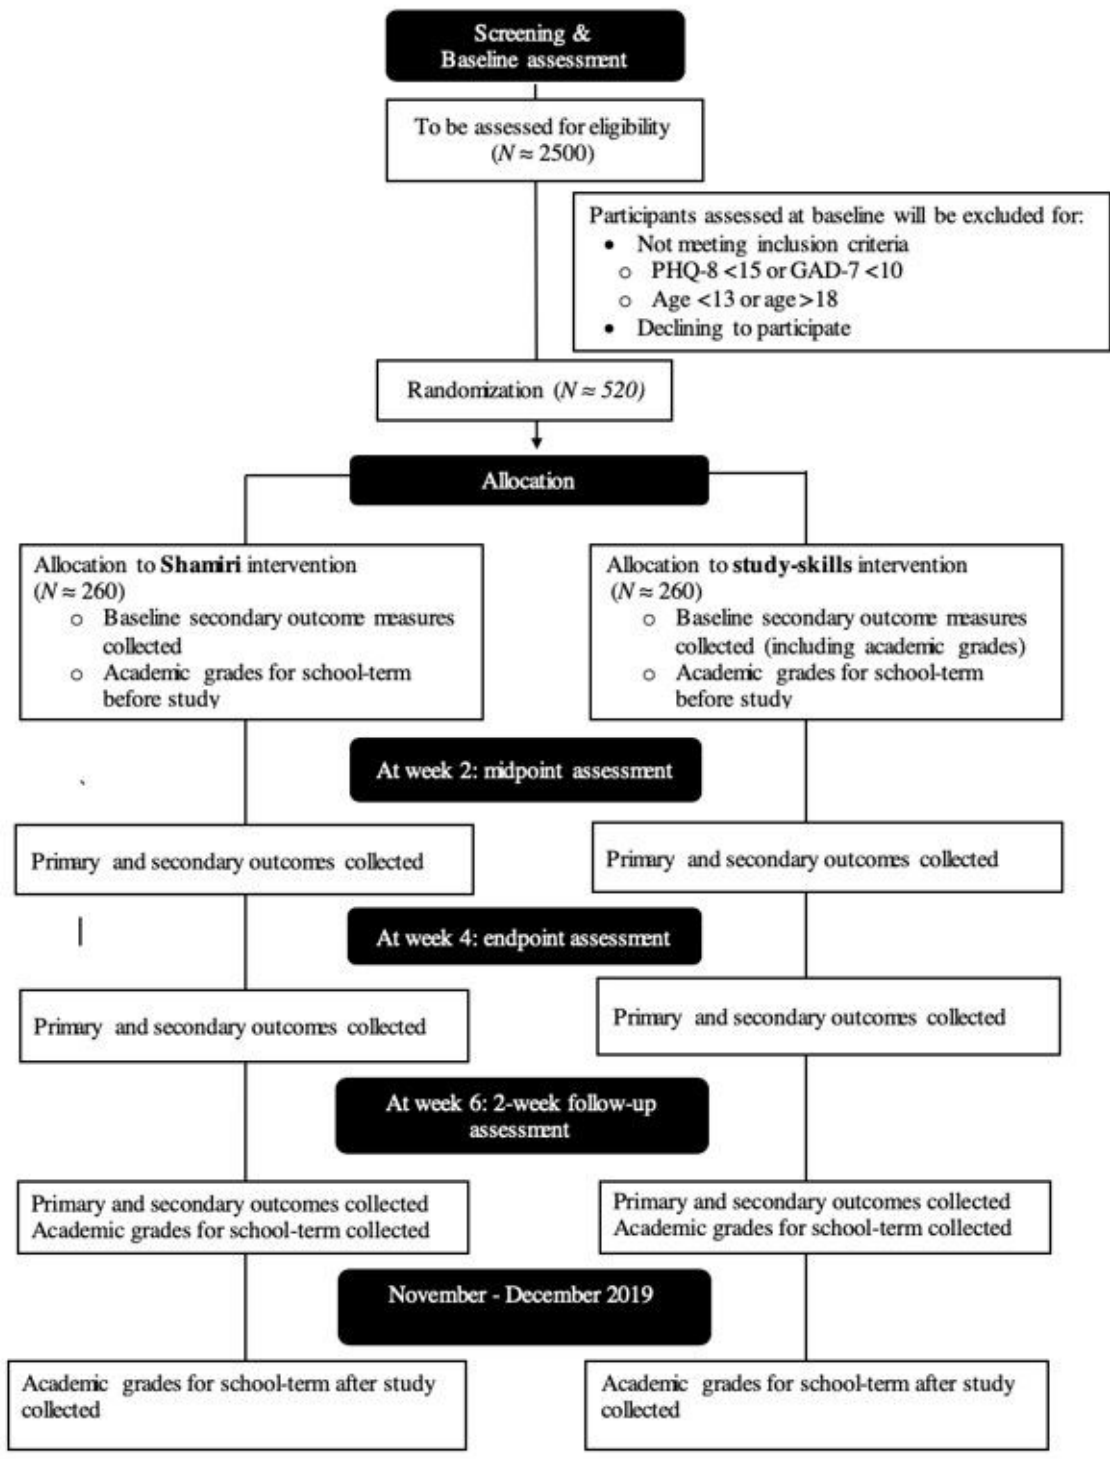 Screening &
Baseline assessment
To be assessed for eligibility
(N ≈ 2500)
Participants assessed at baseline will be excluded for:
• Not meeting inclusion criteria
o PHQ-8 <15 or GAD-7 <10
o Age <13 or age >18
• Declining to participate
Randomization (N ≈ 520)
Allocation
Allocation to Shamiri intervention
(N ≈ 260)
o Baseline secondary outcome measures
collected
o Academic grades for school-term
before study
Allocation to study-skills intervention
(N ≈ 260)
o Baseline secondary outcome measures
collected (including academic grades)
o Academic grades for school-term
before study
At week 2: midpoint assessment
Primary and secondary outcomes collected
Primary and secondary outcomes collected
At week 4: endpoint assessment
Primary and secondary outcomes collected
Primary and secondary outcomes collected
At week 6: 2-week follow-up
assessment
Primary and secondary outcomes collected
Academic grades for school-term collected
Primary and secondary outcomes collected
Academic grades for school-term collected
November - December 2019
Academic grades for school-term after study
collected
Academic grades for school-term after study
collected